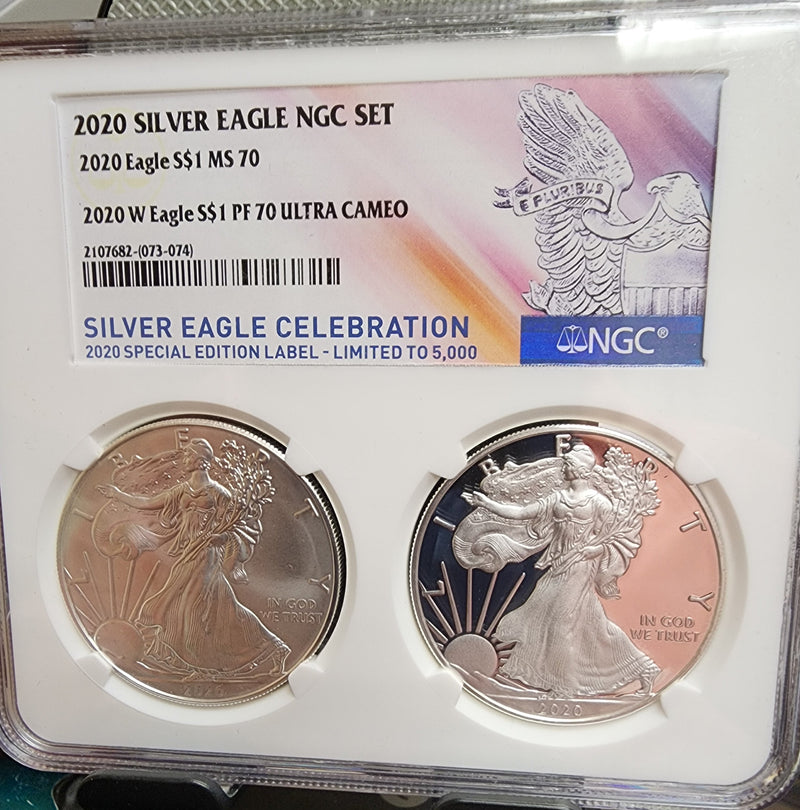 2020 SILVER EAGLE NGC SET
2020 Eagle S$1 MS 70
2020 W Eagle S$1 PF 70 ULTRA CAMEO
2107682-(073-074)
E PLURIBUS
SILVER EAGLE CELEBRATION
2020 SPECIAL EDITION LABEL - LIMITED TO 5,000
NGC®
LIBERTY
IN GOD
WE TRUST
2020
LIBERTY
IN GOD
WE TRUST
2020